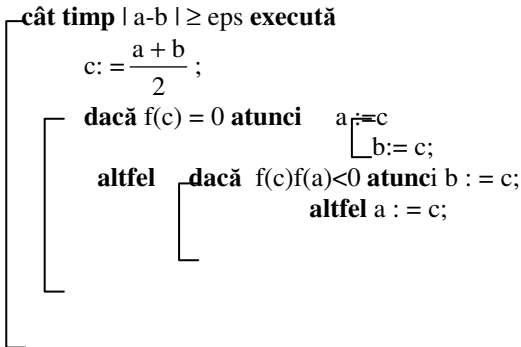 cât timp | a-b | ≥ eps execută
c: = a + b / 2 ;
dacă f(c) = 0 atunci a := c
b:= c;
altfel dacă f(c)f(a)<0 atunci b : = c;
altfel a : = c;